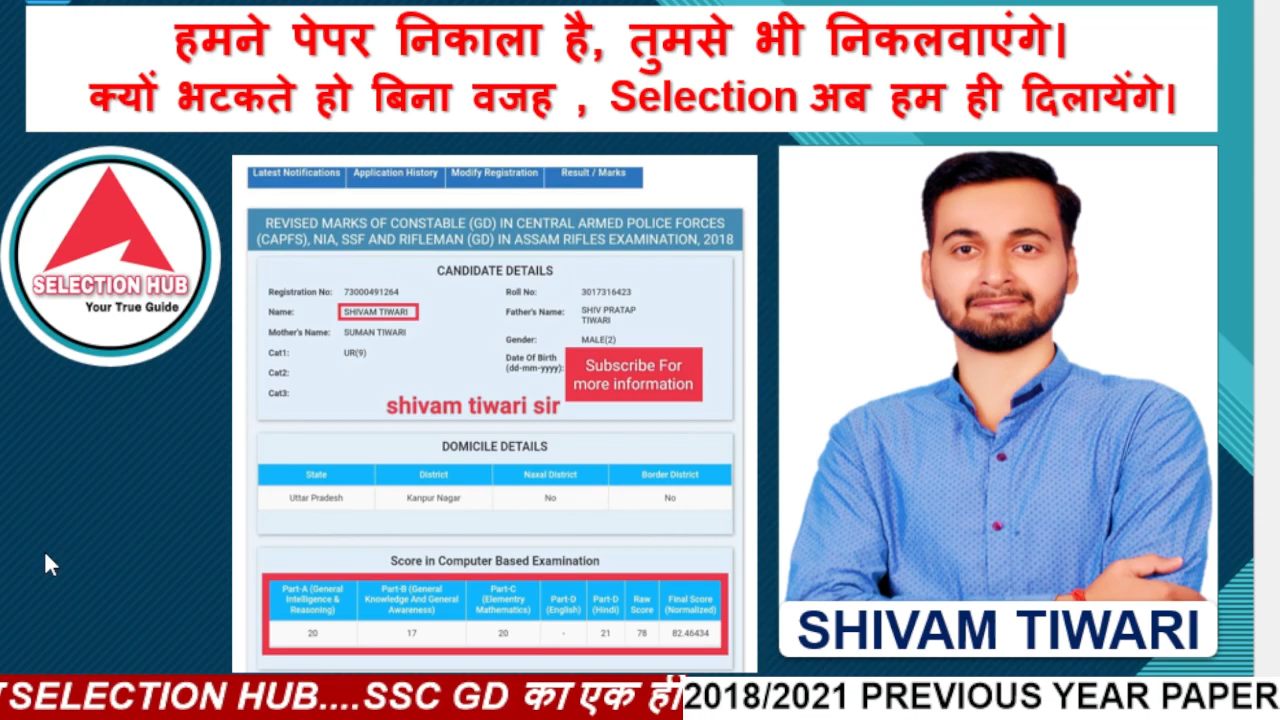 हमने पेपर निकाला है, तुमसे भी निकलवाएंगे।
क्यों भटकते हो बिना वजह , Selection अब हम ही दिलायेंगे।
SELECTION HUB
Your True Guide
Latest Notifications Application History Modify Registration Result / Marks
REVISED MARKS OF CONSTABLE (GD) IN CENTRAL ARMED POLICE FORCES
(CAPFS), NIA, SSF AND RIFLEMAN (GD) IN ASSAM RIFLES EXAMINATION, 2018
CANDIDATE DETAILS
Registration No: 73000491264 Roll No: 3017316423
Name: SHIVAM TIWARI Father's Name: SHIV PRATAP
TIWARI
Mother's Name: SUMAN TIWARI
Gender: MALE(2)
Cat1: UR(9)
Date Of Birth
(dd-mm-yyyy):
Cat2:
Cat3:
Subscribe For
more information
shivam tiwari sir
DOMICILE DETAILS
State District Naxal District Border District
Uttar Pradesh Kanpur Nagar No No
Score in Computer Based Examination
Part-A (General Intelligence & Reasoning) Part-B (General Knowledge And General Awareness) Part-C (Elementry Mathematics) Part-D (English) Part-D (Hindi) Raw Score Final Score (Normalized)
20 17 20 - 21 78 82.46434
SHIVAM TIWARI
SELECTION HUB....SSC GD का एक ही
2018/2021 PREVIOUS YEAR PAPER